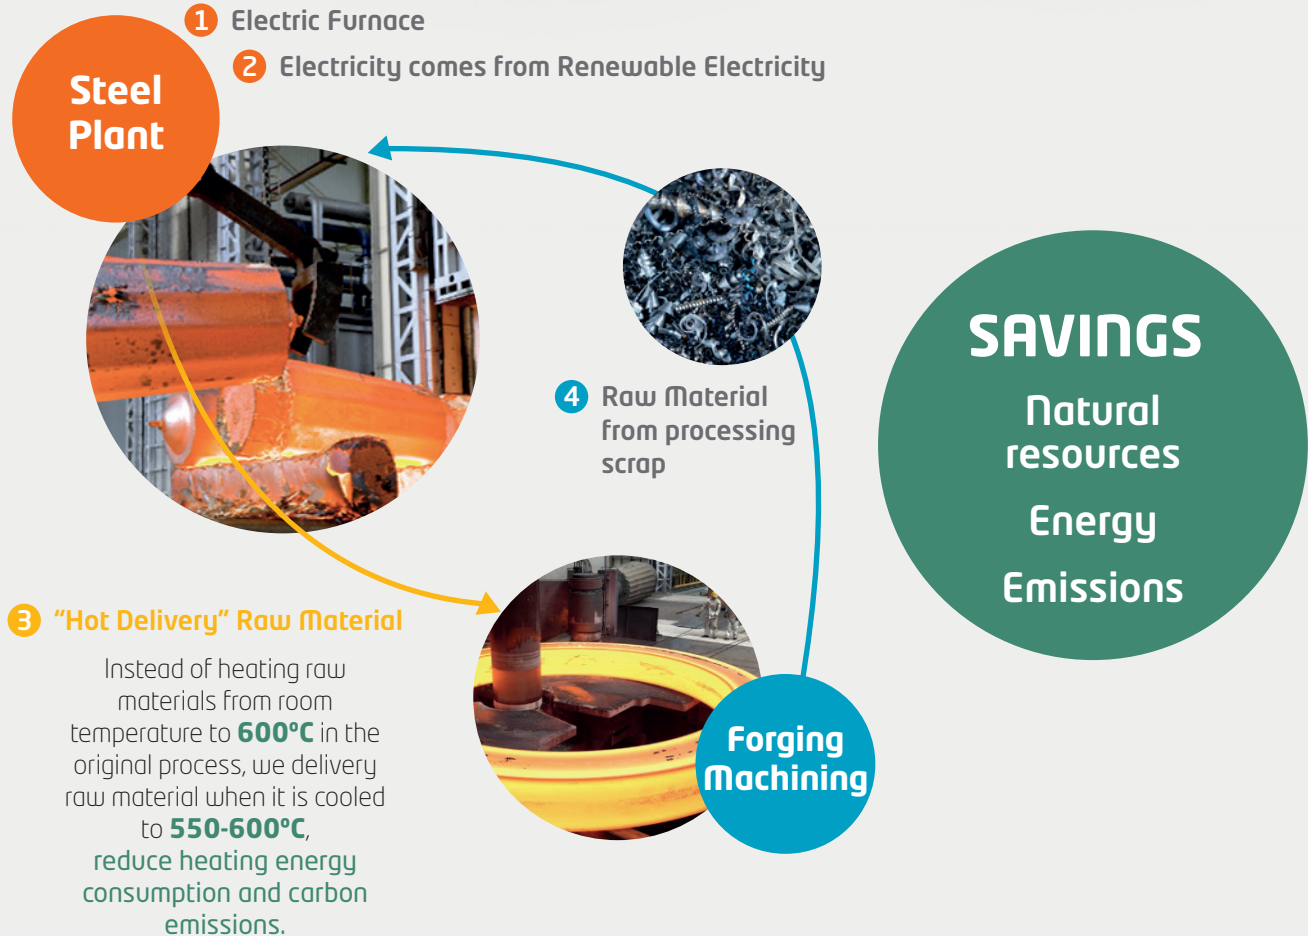 1 Electric Furnace
2 Electricity comes from Renewable Electricity
Steel
Plant
4 Raw Material
from processing
scrap
SAVINGS
Natural
resources
Energy
Emissions
3 “Hot Delivery” Raw Material
Instead of heating raw
materials from room
temperature to 600ºC in the
original process, we delivery
raw material when it is cooled
to 550-600ºC,
reduce heating energy
consumption and carbon
emissions.
Forging
Machining